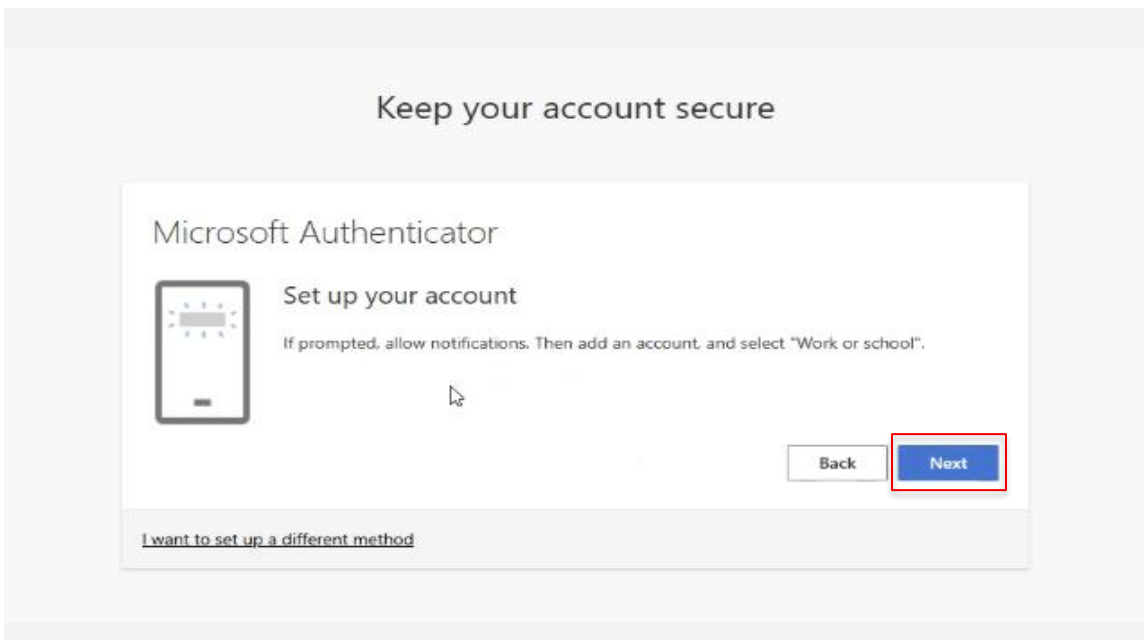 Keep your account secure
Microsoft Authenticator
Set up your account
If prompted, allow notifications. Then add an account, and select "Work or school".
Back
Next
I want to set up a different method